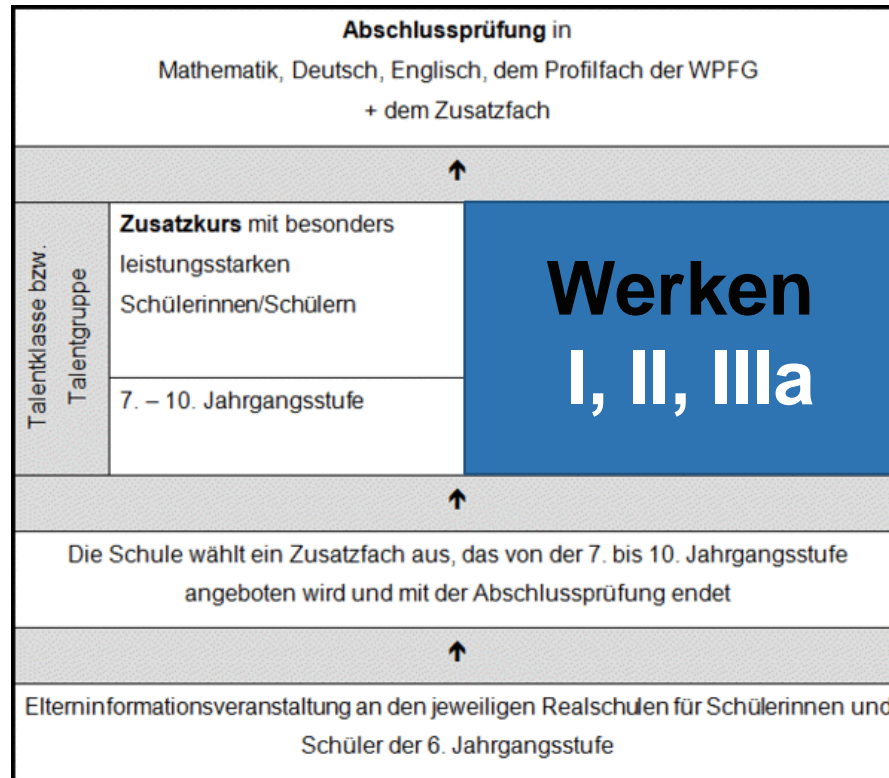 Abschlussprüfung in
Mathematik, Deutsch, Englisch, dem Profilfach der WPFG
+ dem Zusatzfach
Talentklasse bzw.
Talentgruppe
Zusatzkurs mit besonders
leistungsstarken
Schülerinnen/Schülern
7. – 10. Jahrgangsstufe
Werken
I, II, IIIa
Die Schule wählt ein Zusatzfach aus, das von der 7. bis 10. Jahrgangsstufe
angeboten wird und mit der Abschlussprüfung endet
Elterninformationsveranstaltung an den jeweiligen Realschulen für Schülerinnen und
Schüler der 6. Jahrgangsstufe